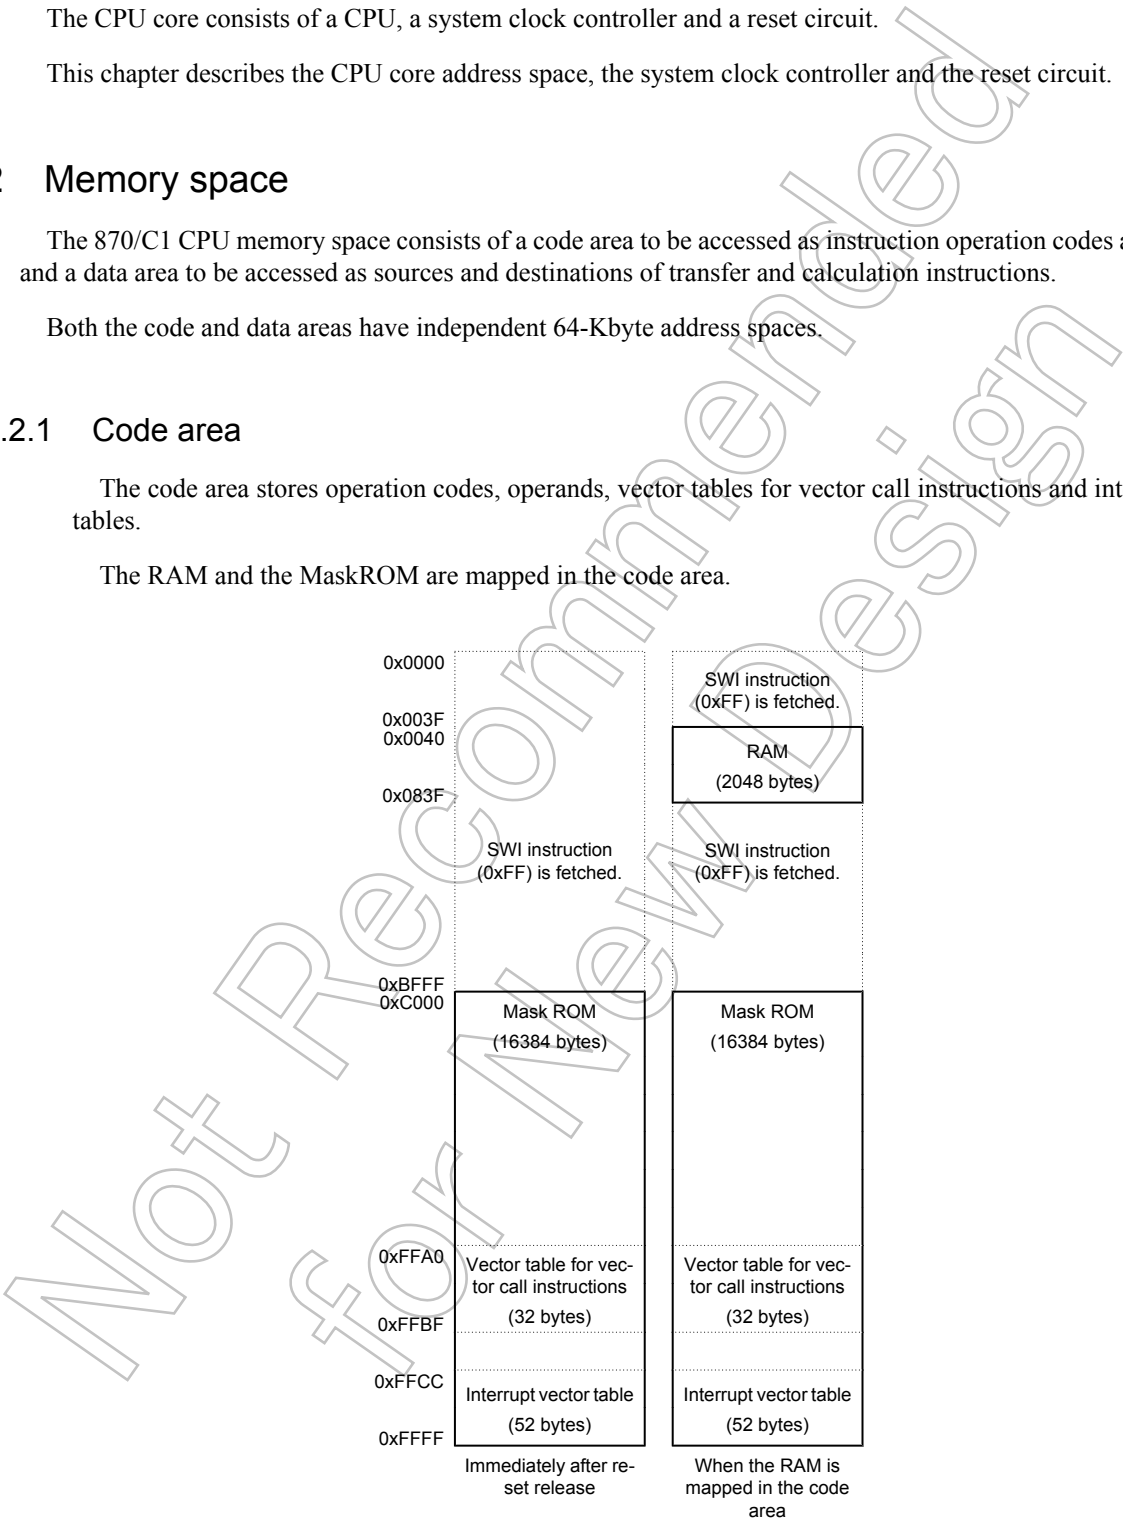 The CPU core consists of a CPU, a system clock controller and a reset circuit.
This chapter describes the CPU core address space, the system clock controller and the reset circuit.
2 Memory space
The 870/C1 CPU memory space consists of a code area to be accessed as instruction operation codes a
and a data area to be accessed as sources and destinations of transfer and calculation instructions.
Both the code and data areas have independent 64-Kbyte address spaces.
.2.1 Code area
The code area stores operation codes, operands, vector tables for vector call instructions and int
tables.
The RAM and the MaskROM are mapped in the code area.
0x0000
0x003F
0x0040
0x083F
0xBFFF
0xC000
0xFFA0
0xFFBF
0xFFCC
0xFFFF
SWI instruction
(0xFF) is fetched.
Mask ROM
(16384 bytes)
Vector table for vec-
tor call instructions
(32 bytes)
Interrupt vector table
(52 bytes)
Immediately after re-
set release
SWI instruction
(0xFF) is fetched.
RAM
(2048 bytes)
SWI instruction
(0xFF) is fetched.
Mask ROM
(16384 bytes)
Vector table for vec-
tor call instructions
(32 bytes)
Interrupt vector table
(52 bytes)
When the RAM is
mapped in the code
area
Not Recommended
for New Design